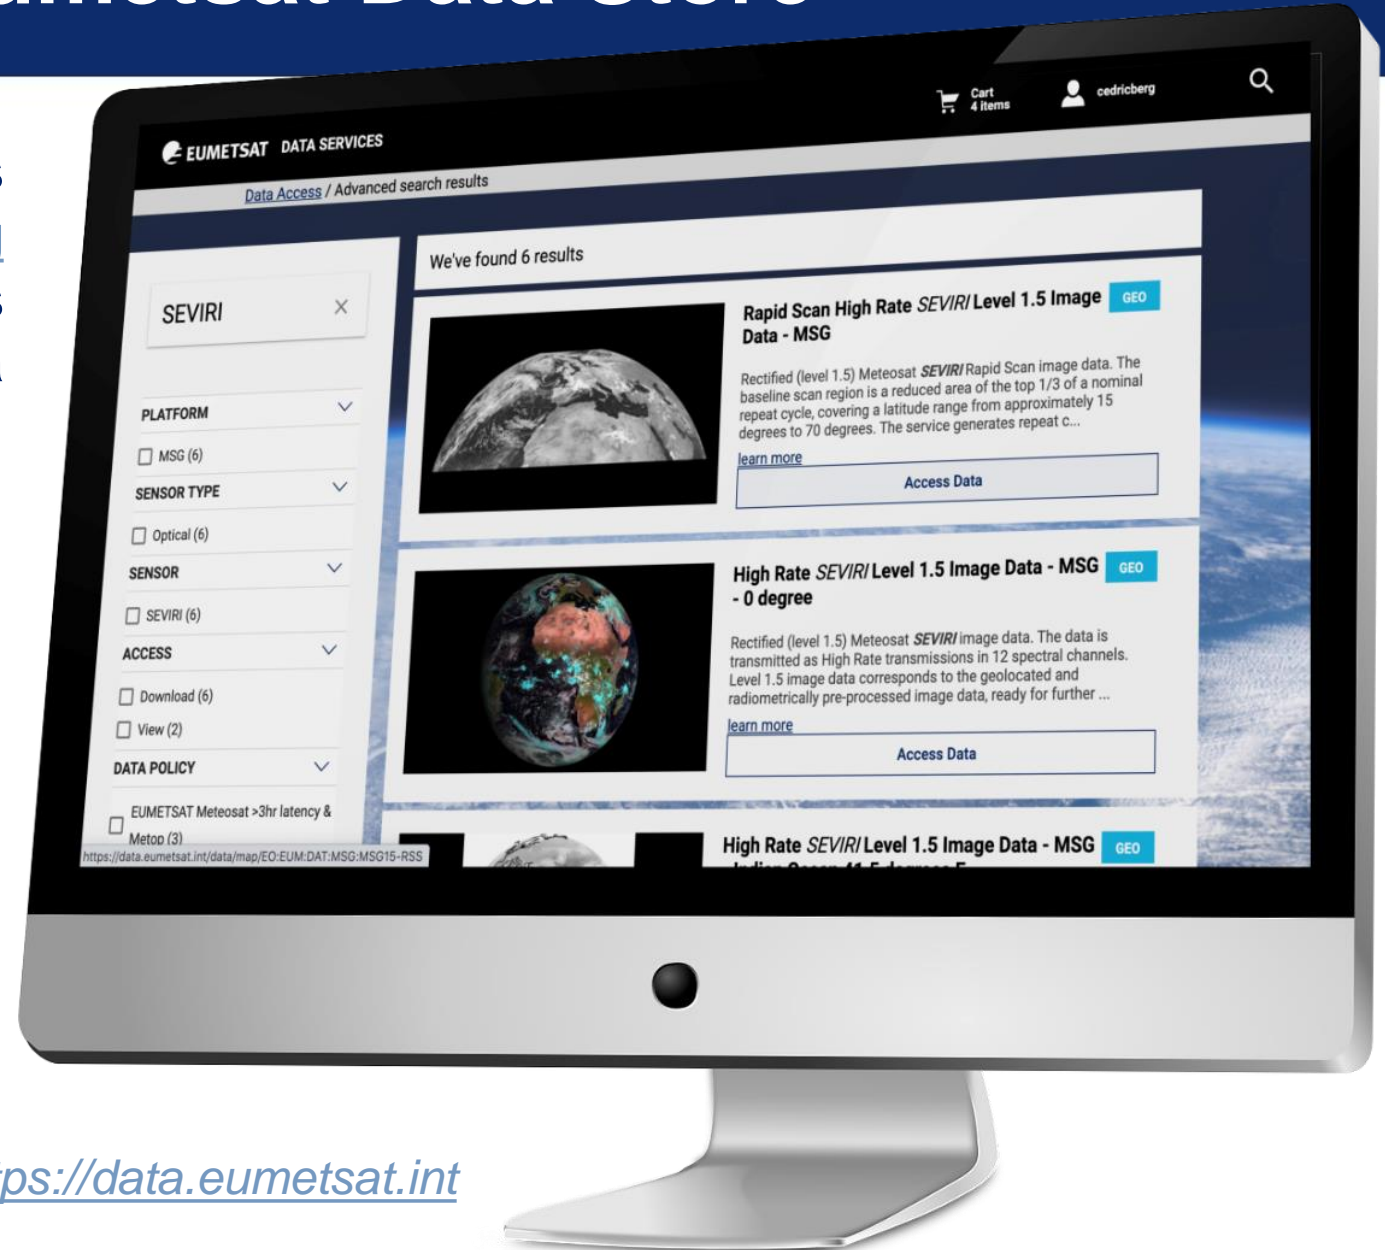 umetsat Data Store
Cart
4 items
cedricberg
EUMETSAT DATA SERVICES
Data Access / Advanced search results
SEVIRI
PLATFORM
MSG (6)
SENSOR TYPE
Optical (6)
SENSOR
SEVIRI (6)
ACCESS
Download (6)
View (2)
DATA POLICY
EUMETSAT Meteosat >3hr latency &
Metop (3)
https://data.eumetsat.int/data/map/EO:EUM:DAT:MSG:MSG15-RSS
We've found 6 results
Rapid Scan High Rate SEVIRI Level 1.5 Image
Data - MSG
GEO
Rectified (level 1.5) Meteosat SEVIRI Rapid Scan image data. The
baseline scan region is a reduced area of the top 1/3 of a nominal
repeat cycle, covering a latitude range from approximately 15
degrees to 70 degrees. The service generates repeat c...
learn more
Access Data
High Rate SEVIRI Level 1.5 Image Data - MSG
- 0 degree
GEO
Rectified (level 1.5) Meteosat SEVIRI image data. The data is
transmitted as High Rate transmissions in 12 spectral channels.
Level 1.5 image data corresponds to the geolocated and
radiometrically pre-processed image data, ready for further ...
learn more
Access Data
High Rate SEVIRI Level 1.5 Image Data - MSG
GEO
ps://data.eumetsat.int